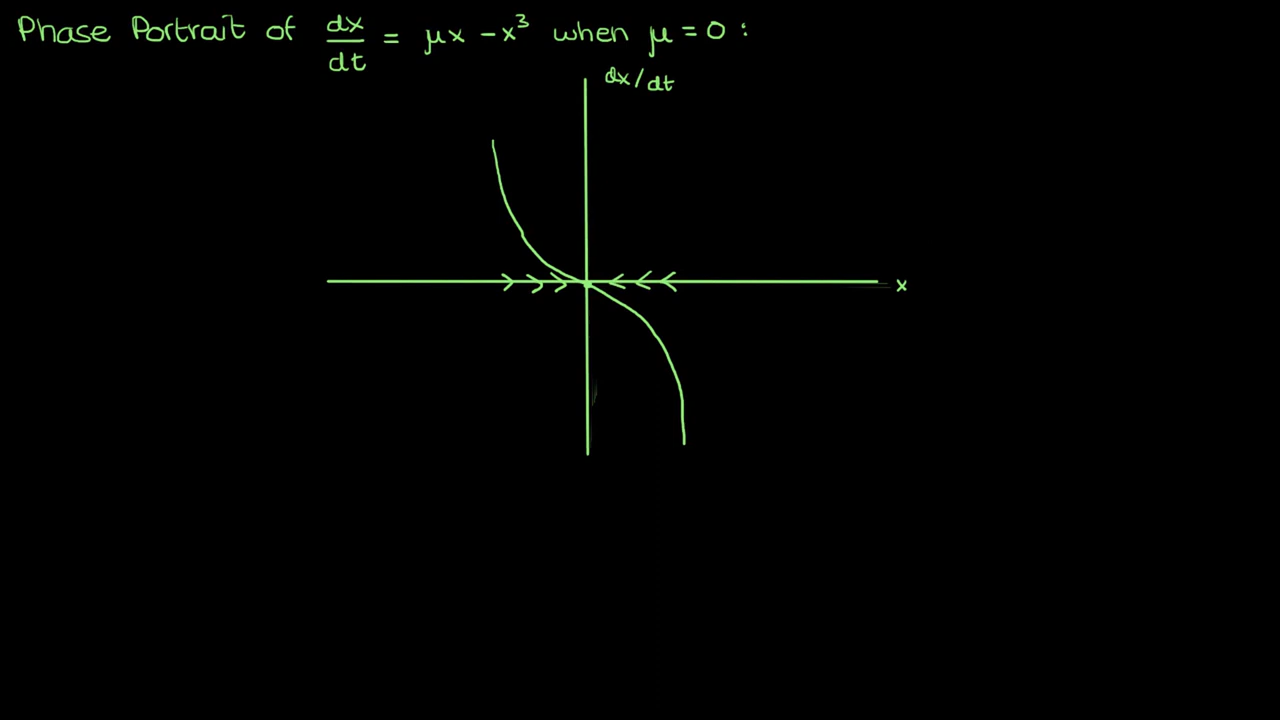 Phase Portrait of dx/dt = μx - x³ when μ = 0 :
dx/dt
x